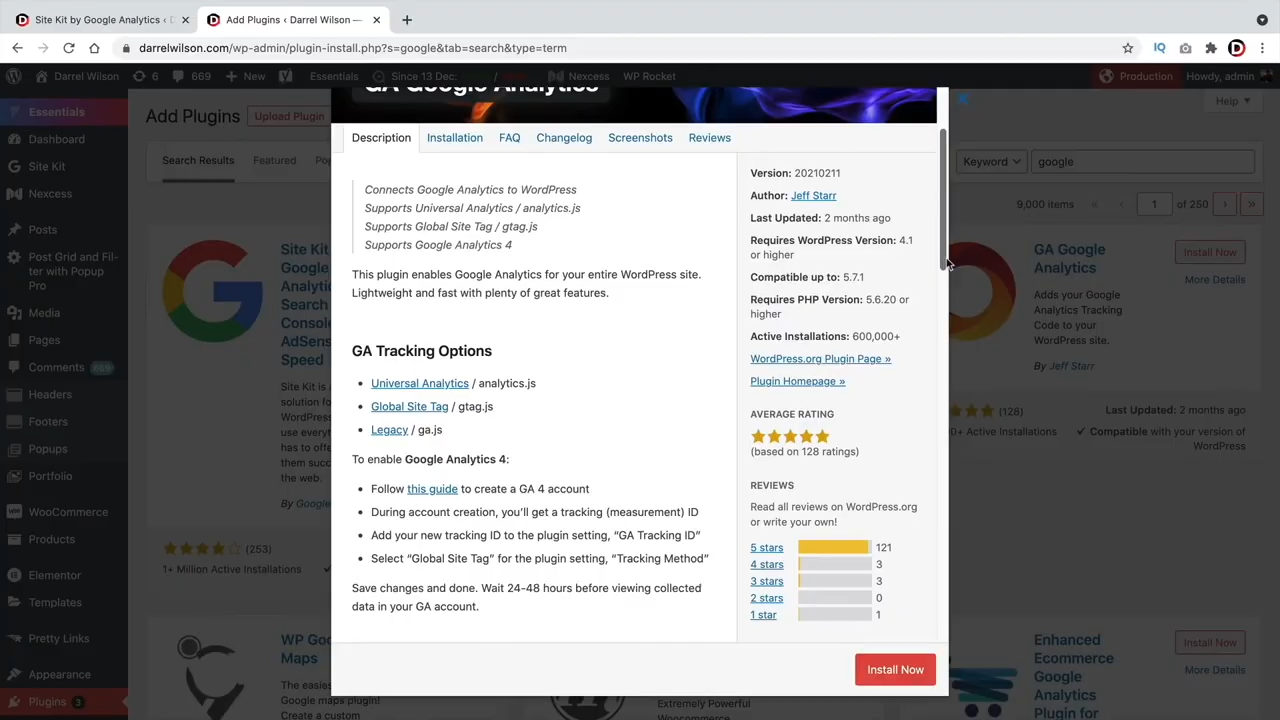 Site Kit by Google Analytics ‹ D
Add Plugins ‹ Darrel Wilson —
darrelwilson.com/wp-admin/plugin-install.php?s=google&tab=search&type=term
IQ
Darrel Wilson
6
669
New
Essentials
Since 13 Dec:
Nexcess
WP Rocket
Production
Howdy, admin
Essentials
Dashboard
Site Kit
Nexcess
Posts
Post Grid and Fil-
ter with Popup
Pro
Media
Pages
Comments 669
Headers
Footers
Popups
Portfolio
WooCommerce
Products
Elementor
Templates
Pretty Links
Appearance
Plugins 3
Add Plugins
Upload Plugin
Help
Search Results
Featured
Keyword
google
9,000 items « ‹ 1 of 250 › »
Site Kit
Google
Analytics
Search
Console
AdSense
Speed
Site Kit is
has to offe
the web.
By Google
(253)
1+ Million Active Installations
GA Google Analytics
Description
Installation
FAQ
Changelog
Screenshots
Reviews
Connects Google Analytics to WordPress
Supports Universal Analytics / analytics.js
Supports Global Site Tag / gtag.js
Supports Google Analytics 4
This plugin enables Google Analytics for your entire WordPress site.
Lightweight and fast with plenty of great features.
GA Tracking Options
Universal Analytics / analytics.js
Global Site Tag / gtag.js
Legacy / ga.js
To enable Google Analytics 4:
Follow this guide to create a GA 4 account
During account creation, you’ll get a tracking (measurement) ID
Add your new tracking ID to the plugin setting, “GA Tracking ID”
Select “Global Site Tag” for the plugin setting, “Tracking Method”
Save changes and done. Wait 24-48 hours before viewing collected
data in your GA account.
Version: 20210211
Author: Jeff Starr
Last Updated: 2 months ago
Requires WordPress Version: 4.1
or higher
Compatible up to: 5.7.1
Requires PHP Version: 5.6.20 or
higher
Active Installations: 600,000+
WordPress.org Plugin Page »
Plugin Homepage »
AVERAGE RATING
(based on 128 ratings)
REVIEWS
Read all reviews on WordPress.org
or write your own!
5 stars 121
4 stars 3
3 stars 3
2 stars 0
1 star 1
Install Now
GA Google
Analytics
Install Now
More Details
Adds your Google
Analytics Tracking
Code to your
WordPress site.
By Jeff Starr
(128)
Last Updated: 2 months ago
Active Installations
✓ Compatible with your version of
WordPress
WP Go
Maps
The easies
Google maps plugin!
Create a custom
Extremely Powerful
Woocommerce
Enhanced
Ecommerce
Google
Analytics
Plugin for
Install Now
More Details